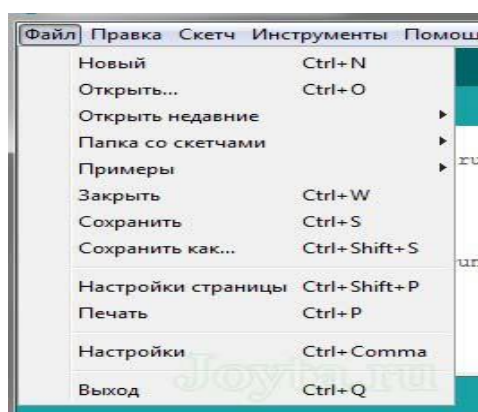 Файл Правка Скетч Инструменты
Новый Ctrl+N
Открыть... Ctrl+O
Открыть недавние
Папка со скетчами
Примеры
Закрыть Ctrl+W
Сохранить Ctrl+S
Сохранить как... Ctrl+Shift+S
Настройки страницы Ctrl+Shift+P
Печать Ctrl+P
Настройки Ctrl+Comma
Выход Ctrl+Q
Joyta.ru